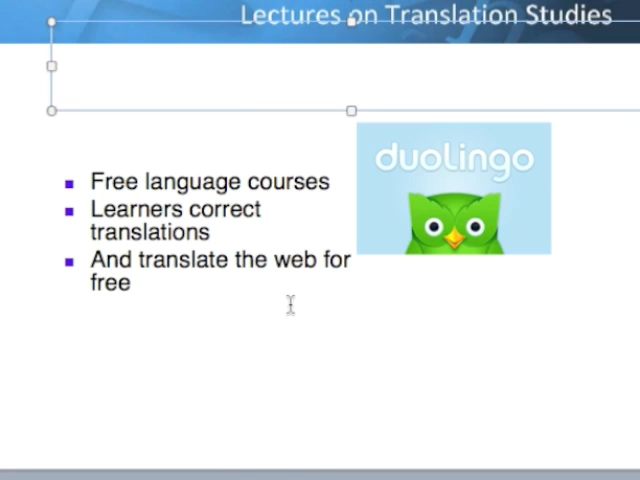 Lectures on Translation Studies
duolingo
Free language courses
Learners correct
translations
And translate the web for
free